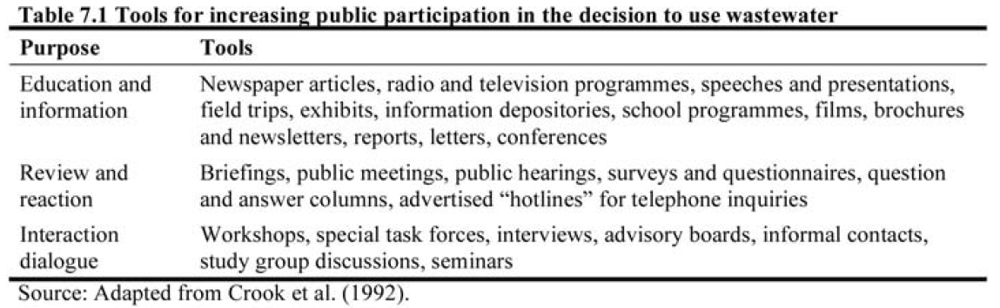 Table 7.1 Tools for increasing public participation in the decision to use wastewater
Purpose Tools
Education and Newspaper articles, radio and television programmes, speeches and presentations,
information field trips, exhibits, information depositories, school programmes, films, brochures
and newsletters, reports, letters, conferences
Review and Briefings, public meetings, public hearings, surveys and questionnaires, question
reaction and answer columns, advertised “hotlines” for telephone inquiries
Interaction Workshops, special task forces, interviews, advisory boards, informal contacts,
dialogue study group discussions, seminars
Source: Adapted from Crook et al. (1992).